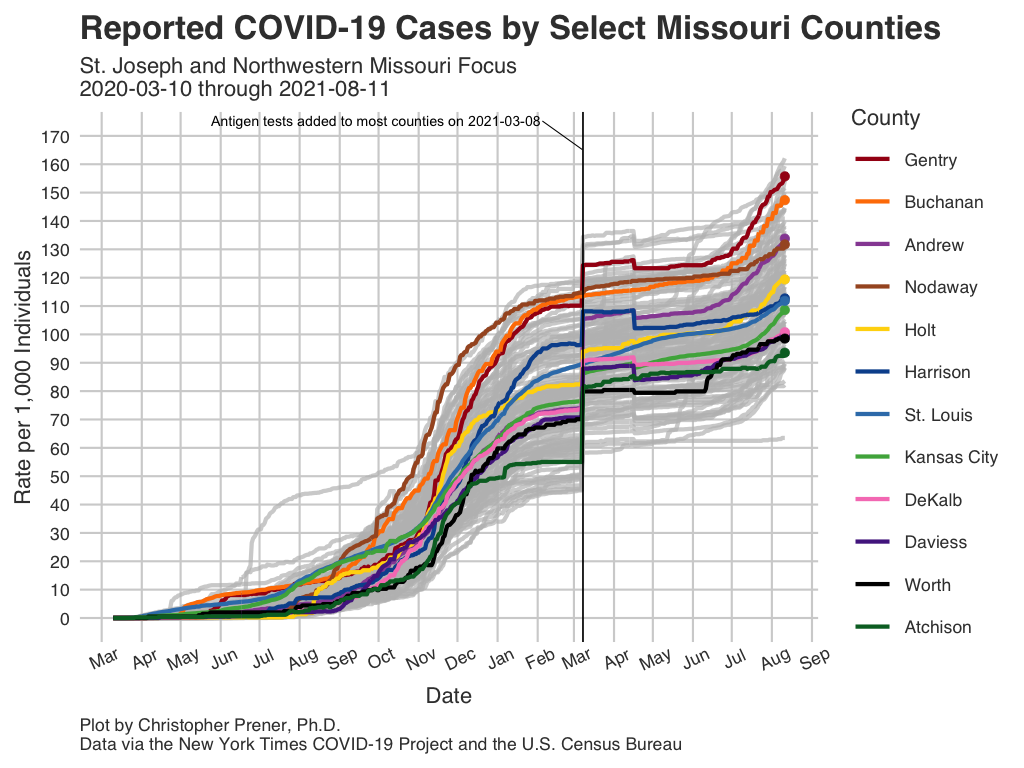 Reported COVID-19 Cases by Select Missouri Counties
St. Joseph and Northwestern Missouri Focus
2020-03-10 through 2021-08-11
Antigen tests added to most counties on 2021-03-08
Rate per 1,000 Individuals
170
160
150
140
130
120
110
100
90
80
70
60
50
40
30
20
10
0
Mar Apr May Jun Jul Aug Sep Oct Nov Dec Jan Feb Mar Apr May Jun Jul Aug Sep
Date
County
Gentry
Buchanan
Andrew
Nodaway
Holt
Harrison
St. Louis
Kansas City
DeKalb
Daviess
Worth
Atchison
Plot by Christopher Prener, Ph.D.
Data via the New York Times COVID-19 Project and the U.S. Census Bureau